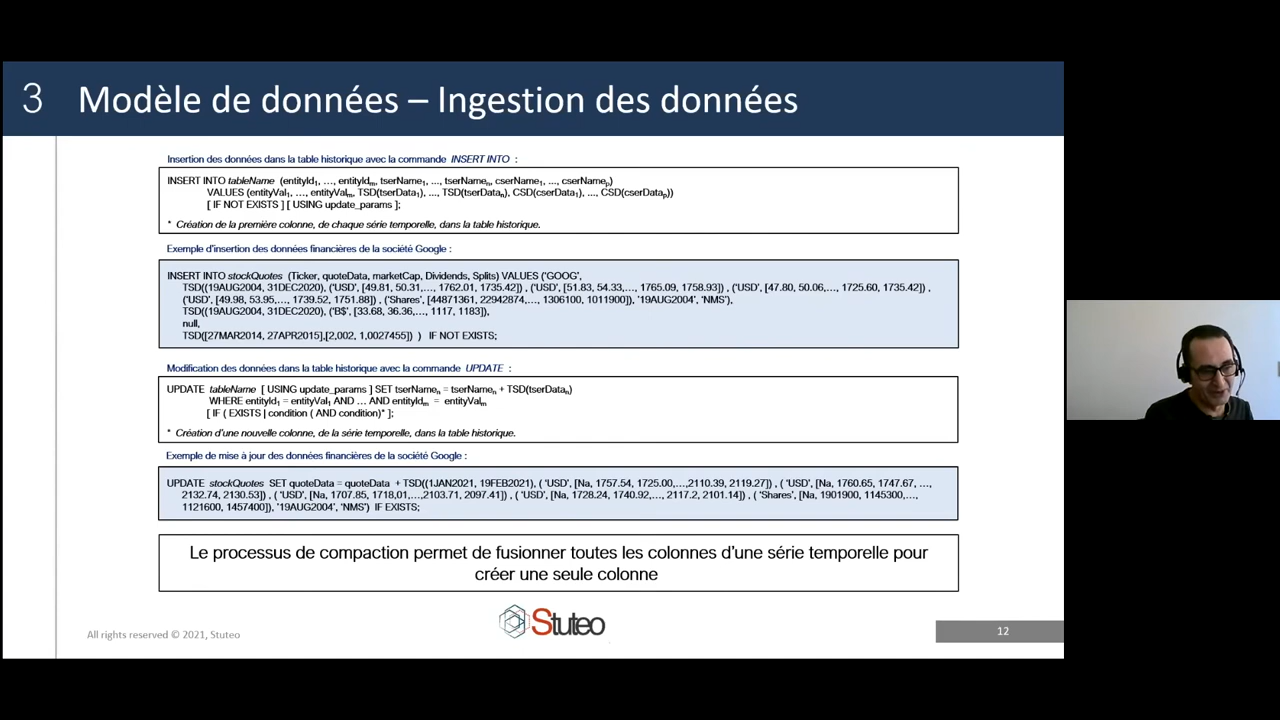 3 Modèle de données – Ingestion des données
Insertion des données dans la table historique avec la commande INSERT INTO :
INSERT INTO tableName (entityId1, …, entityIdm, tserName1, ..., tserNamen, cserName1, ..., cserNamep)
VALUES (entityVal1, …, entityValm, TSD(tserData1), ..., TSD(tserDatan), CSD(cserData1), ..., CSD(cserDatap))
[ IF NOT EXISTS ] [ USING update_params ];
* Création de la première colonne, de chaque série temporelle, dans la table historique.
Exemple d'insertion des données financières de la société Google :
INSERT INTO stockQuotes (Ticker, quoteData, marketCap, Dividends, Splits) VALUES ('GOOG',
TSD((19AUG2004, 31DEC2020), ('USD', [49.81, 50.31,…, 1762.01, 1735.42]) , ('USD', [51.83, 54.33,…, 1765.09, 1758.93]) , ('USD', [47.80, 50.06,…, 1725.60, 1735.42]) ,
('USD', [49.98, 53.95,…, 1739.52, 1751.88]) , ('Shares', [44871361, 22942874,…, 1306100, 1011900]), '19AUG2004', 'NMS'),
TSD((19AUG2004, 31DEC2020), ('B$', [33.68, 36.36,…, 1117, 1183]),
null,
TSD([27MAR2014, 27APR2015],[2,002, 1,0027455]) ) IF NOT EXISTS;
Modification des données dans la table historique avec la commande UPDATE :
UPDATE tableName [ USING update_params ] SET tserNamen = tserNamen + TSD(tserDatan)
WHERE entityId1 = entityVal1 AND … AND entityIdm = entityValm
[ IF ( EXISTS | condition ( AND condition)* ];
* Création d'une nouvelle colonne, de la série temporelle, dans la table historique.
Exemple de mise à jour des données financières de la société Google :
UPDATE stockQuotes SET quoteData = quoteData + TSD((1JAN2021, 19FEB2021), ( 'USD', [Na, 1757.54, 1725.00,…,2110.39, 2119.27]) , ( 'USD', [Na, 1760.65, 1747.67, …,
2132.74, 2130.53]) , ( 'USD', [Na, 1707.85, 1718,01,…,2103.71, 2097.41]) , ( 'USD', [Na, 1728.24, 1740.92,…, 2117.2, 2101.14]) , ( 'Shares', [Na, 1901900, 1145300,…,
1121600, 1457400]), '19AUG2004', 'NMS') IF EXISTS;
Le processus de compaction permet de fusionner toutes les colonnes d'une série temporelle pour
créer une seule colonne
All rights reserved © 2021, Stuteo
Stuteo
12